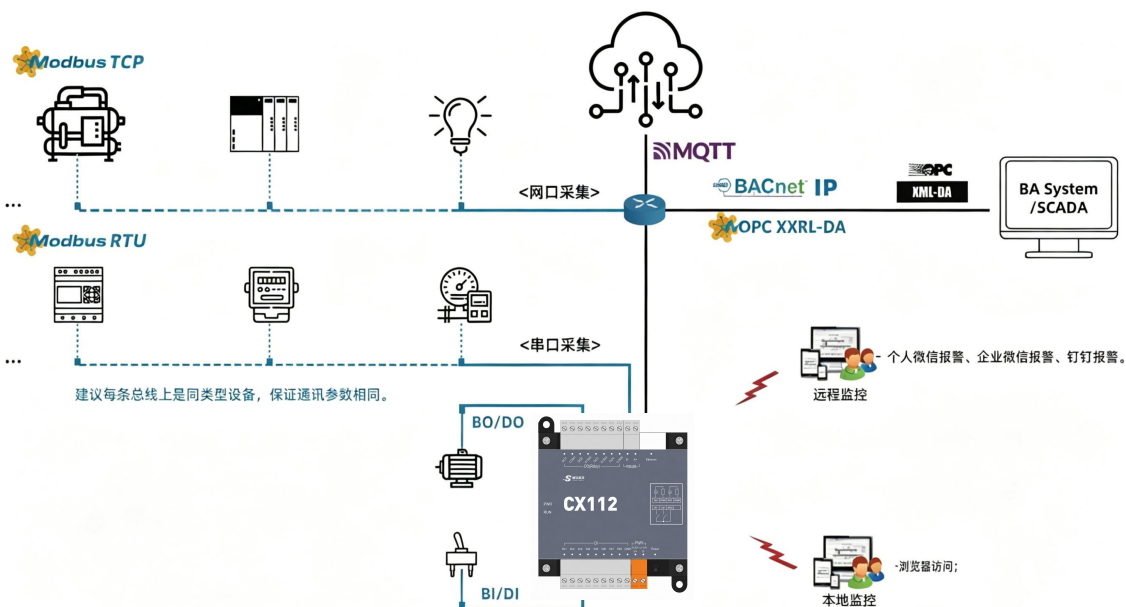 Modbus TCP
MQTT
BACnet IP
OPC
XML-DA
BA System
/SCADA
<网口采集>
...
NOPC XXRL-DA
Modbus RTU
<串口采集>
...
个人微信报警、企业微信报警、钉钉报警。
远程监控
建议每条总线上是同类型设备，保证通讯参数相同。
BO/DO
CX112
PWR
RUN
BI/DI
-浏览器访问;
本地监控